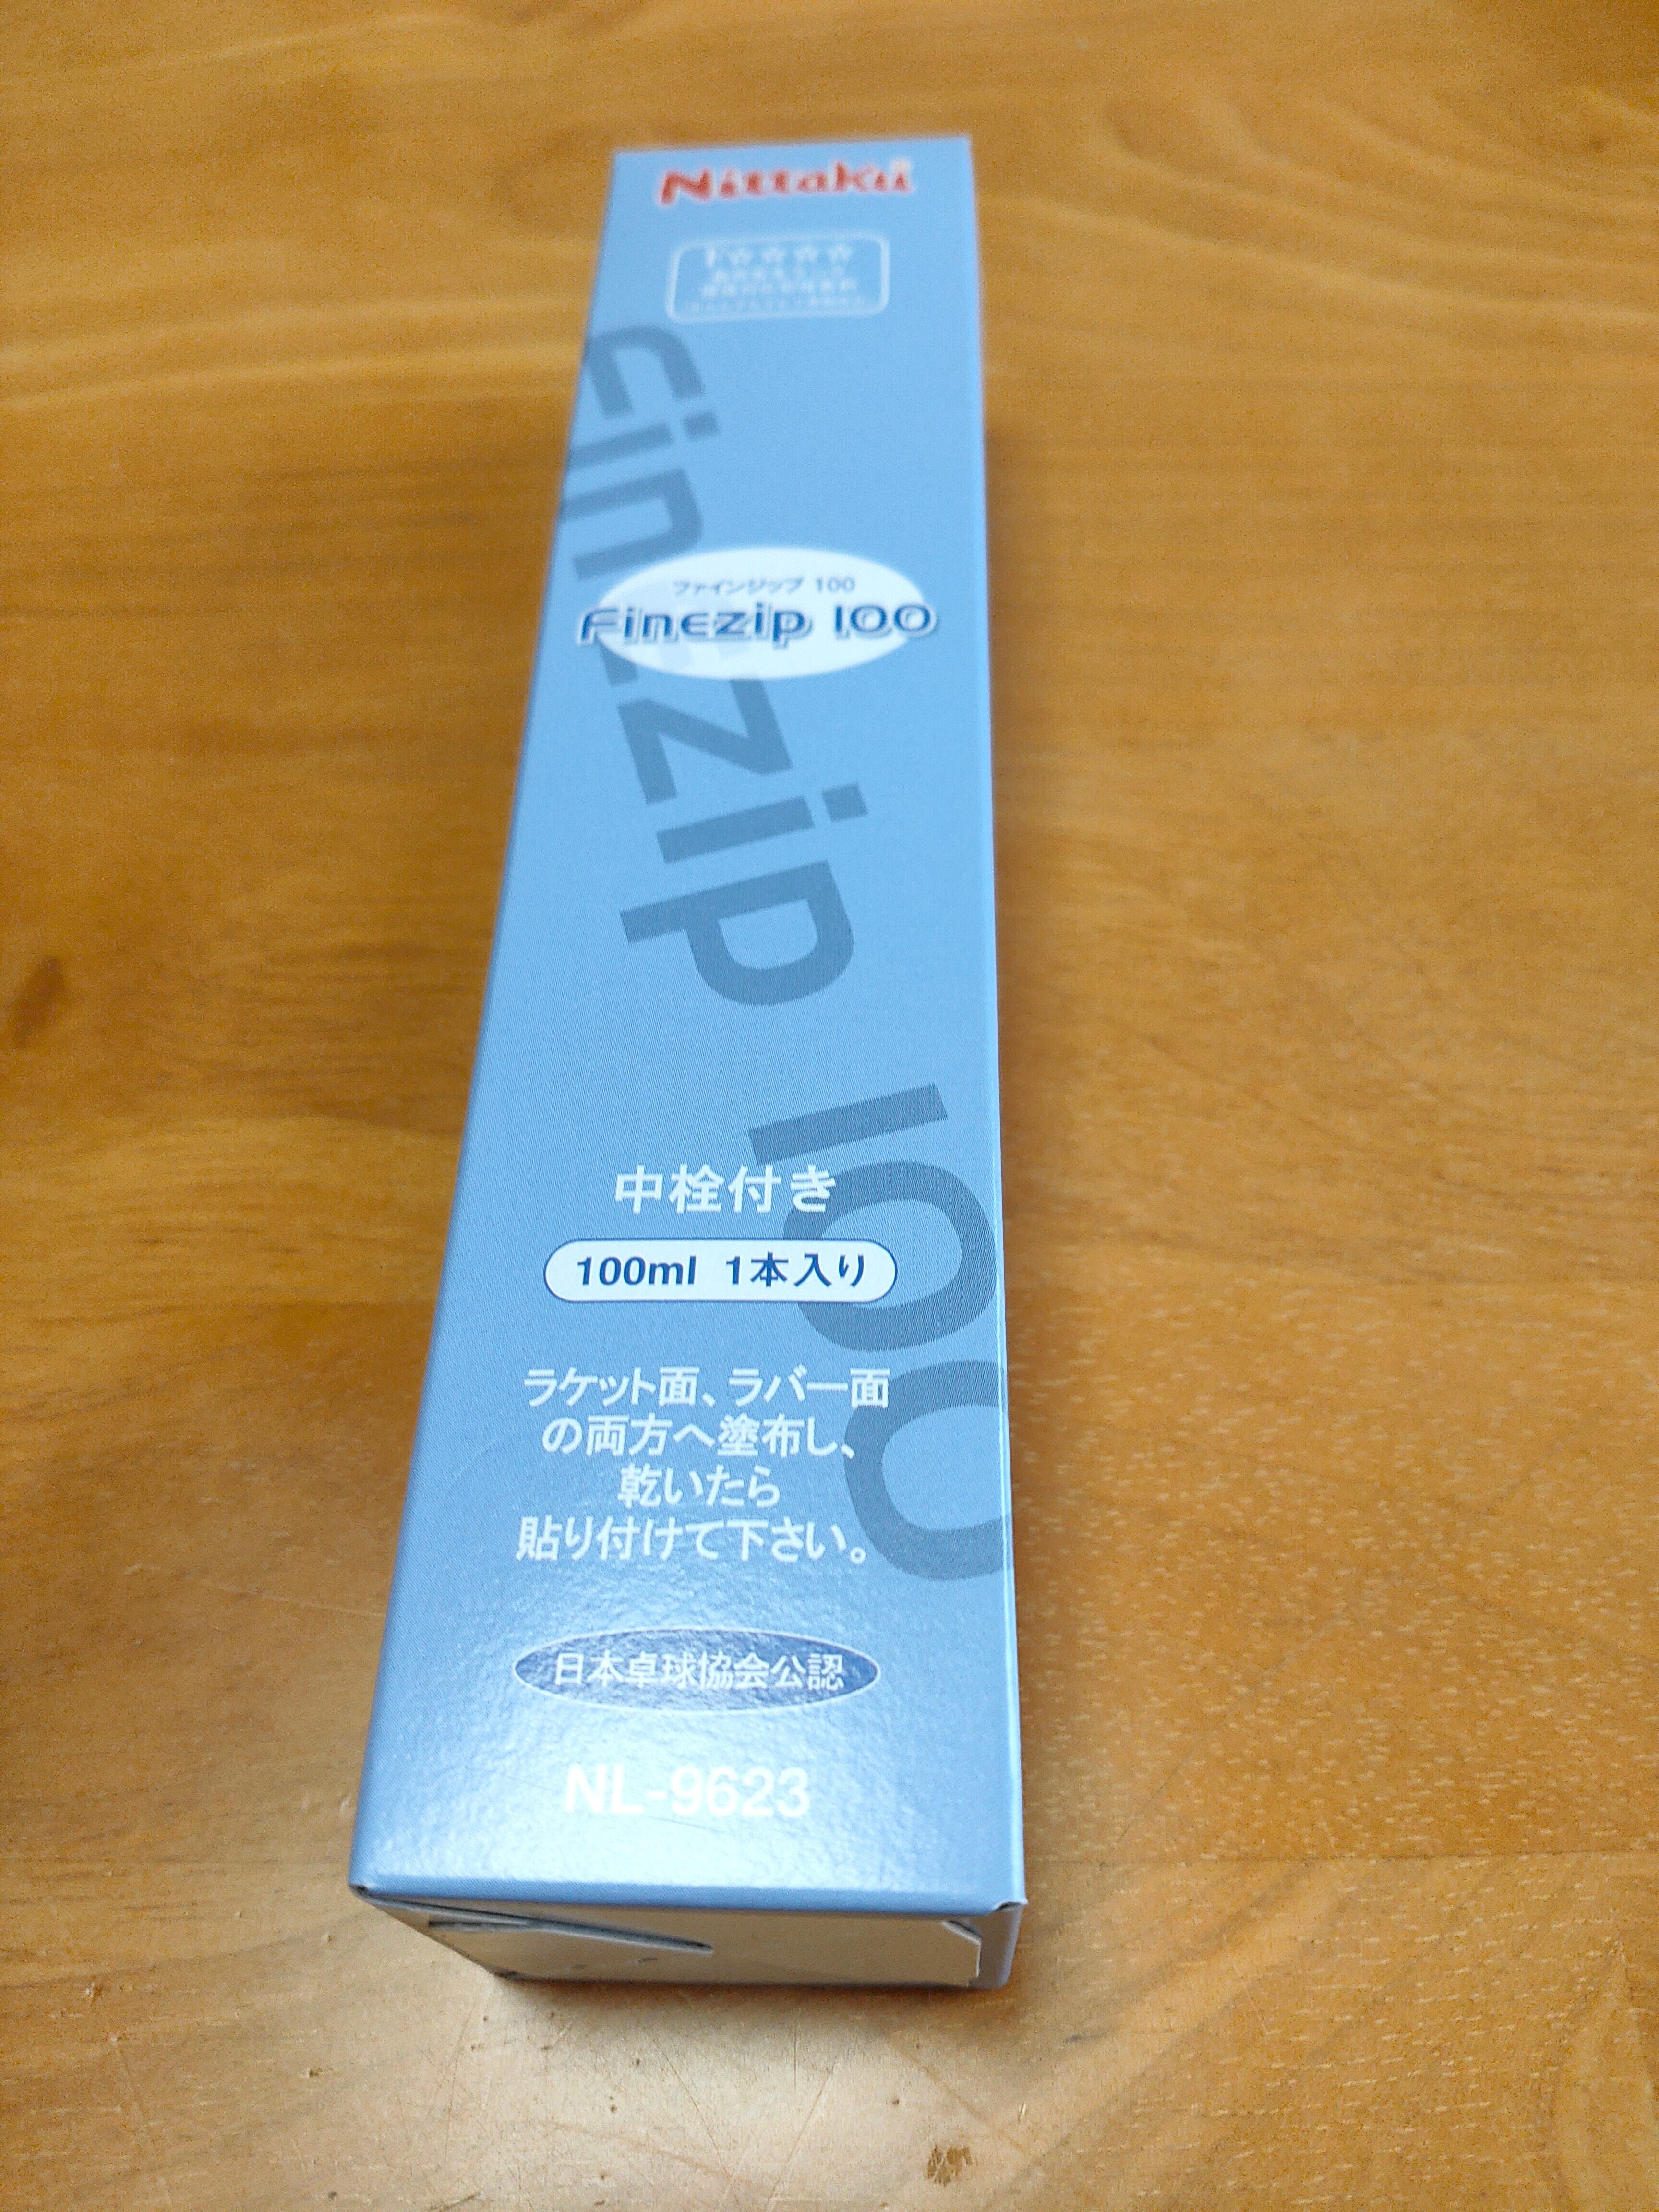 Nittaku
F☆☆☆☆
ファインジップ 100
Finezip 100
Finezip 100
中栓付き
100ml 1本入り
ラケット面、ラバー面
の両方へ塗布し、
乾いたら
貼り付けて下さい。
日本卓球協会公認
NL-9623